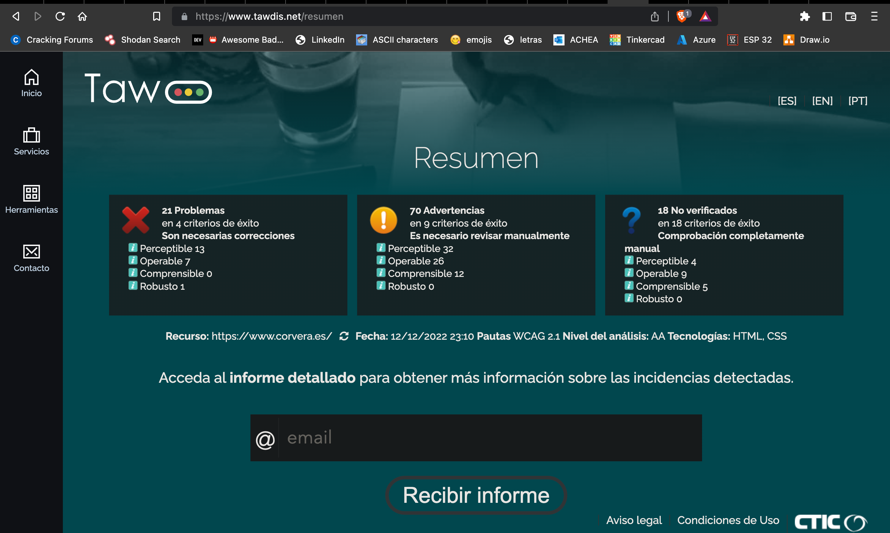 https://www.tawdis.net/resumen
1
Cracking Forums
Shodan Search
DEV
Awesome Bad...
LinkedIn
ASCII characters
emojis
letras
ACHEA
Tinkercad
Azure
ESP 32
Draw.io
Inicio
Servicios
Herramientas
Contacto
Taw
[ES] [EN] [PT]
Resumen
21 Problemas
en 4 criterios de éxito
Son necesarias correcciones
Perceptible 13
Operable 7
Comprensible 0
Robusto 1
70 Advertencias
en 9 criterios de éxito
Es necesario revisar manualmente
Perceptible 32
Operable 26
Comprensible 12
Robusto 0
18 No verificados
en 18 criterios de éxito
Comprobación completamente
manual
Perceptible 4
Operable 9
Comprensible 5
Robusto 0
Recurso: https://www.corvera.es/ Fecha: 12/12/2022 23:10 Pautas WCAG 2.1 Nivel del análisis: AA Tecnologías: HTML, CSS
Acceda al informe detallado para obtener más información sobre las incidencias detectadas.
@ email
Recibir informe
Aviso legal Condiciones de Uso CTIC